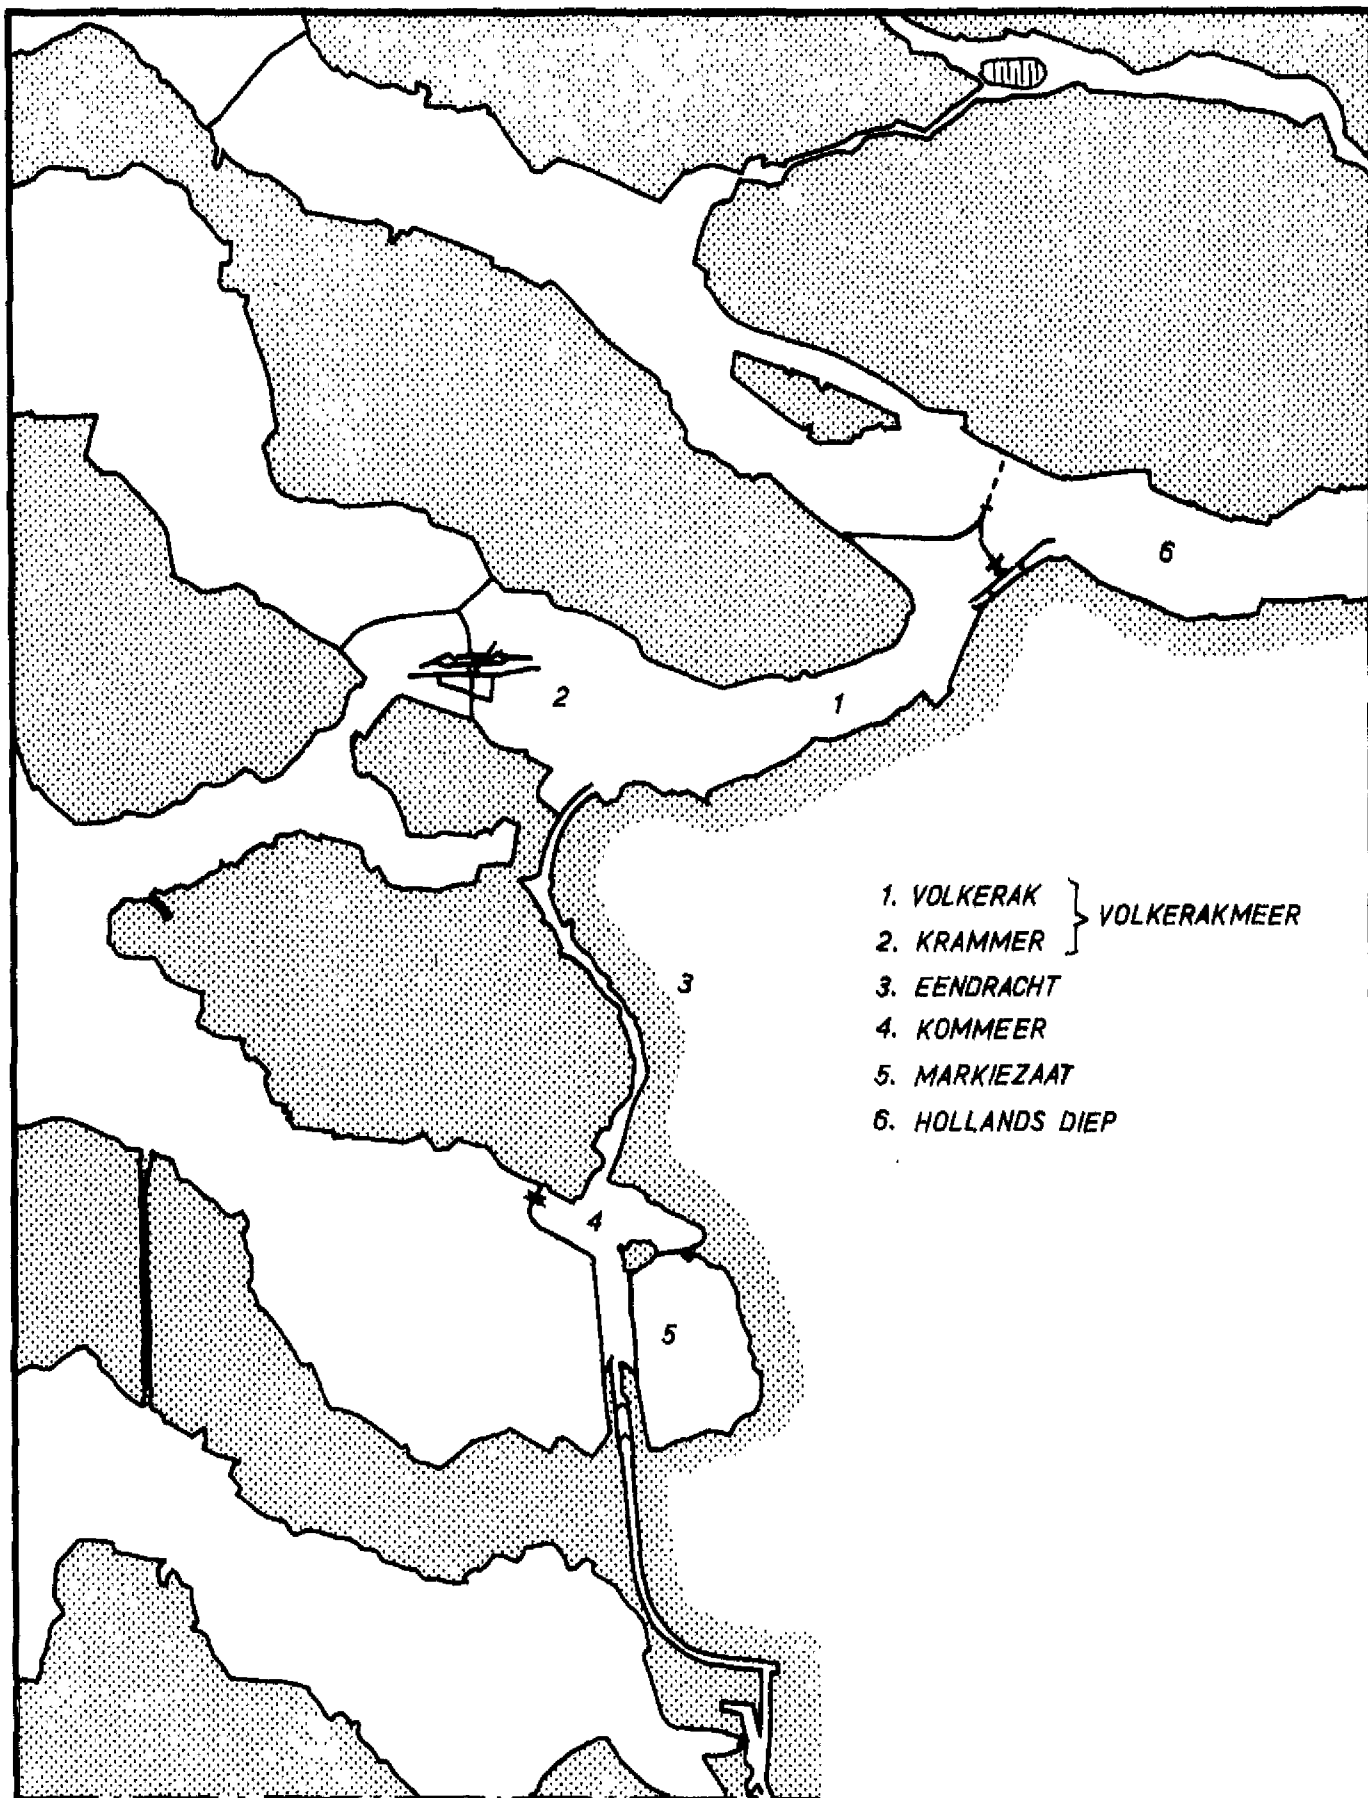 6
2
1
1. VOLKERAK
2. KRAMMER
VOLKERAKMEER
3
3. EENDRACHT
4. KOMMEER
5. MARKIEZAAT
6. HOLLANDS DIEP
4
5